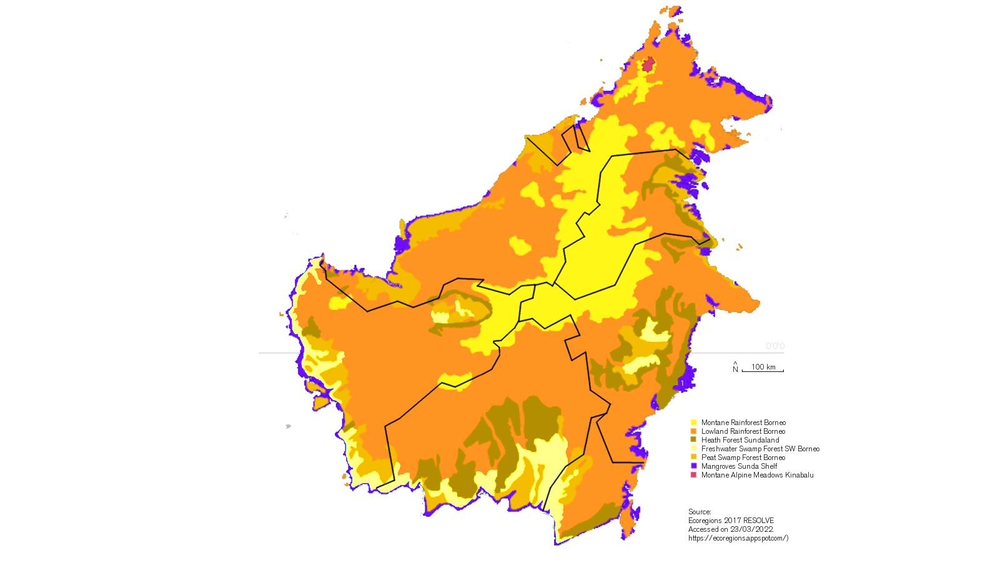 0'0'0
^
N
100 km
Montane Rainforest Borneo
Lowland Rainforest Borneo
Heath Forest Sundaland
Freshwater Swamp Forest SW Borneo
Peat Swamp Forest Borneo
Mangroves Sunda Shelf
Montane Alpine Meadows Kinabalu
Source:
Ecoregions 2017 RESOLVE
Accessed on 23/03/2022.
https://ecoregions.appspot.com/)